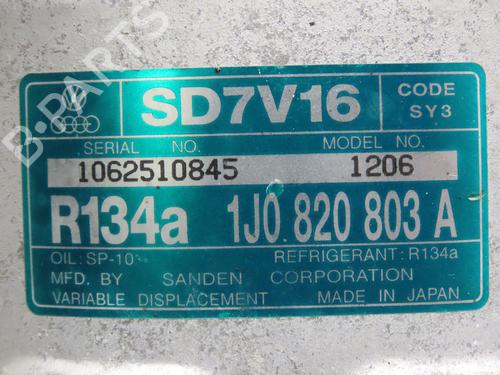 SD7V16
CODE
SY3
SERIAL NO.
MODEL NO.
1062510845
1206
R134a
1J0 820 803 A
OIL: SP-10
REFRIGERANT: R134a
MFD. BY SANDEN CORPORATION
VARIABLE DISPLACEMENT
MADE IN JAPAN
B-PARTS